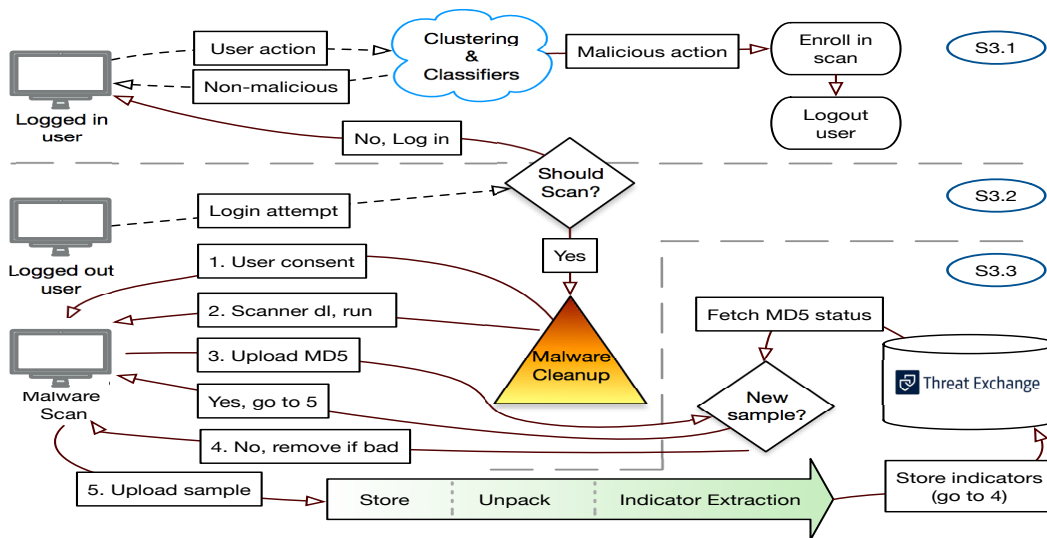 User action
Non-malicious
Logged in
user
Clustering
&
Classifiers
Malicious action
Enroll in
scan
Logout
user
S3.1
No, Log in
Should
Scan?
Login attempt
Logged out
user
S3.2
Yes
S3.3
1. User consent
2. Scanner dl, run
3. Upload MD5
Yes, go to 5
4. No, remove if bad
Malware
Scan
Malware
Cleanup
Fetch MD5 status
New
sample?
Threat Exchange
5. Upload sample
Store
Unpack
Indicator Extraction
Store indicators
(go to 4)